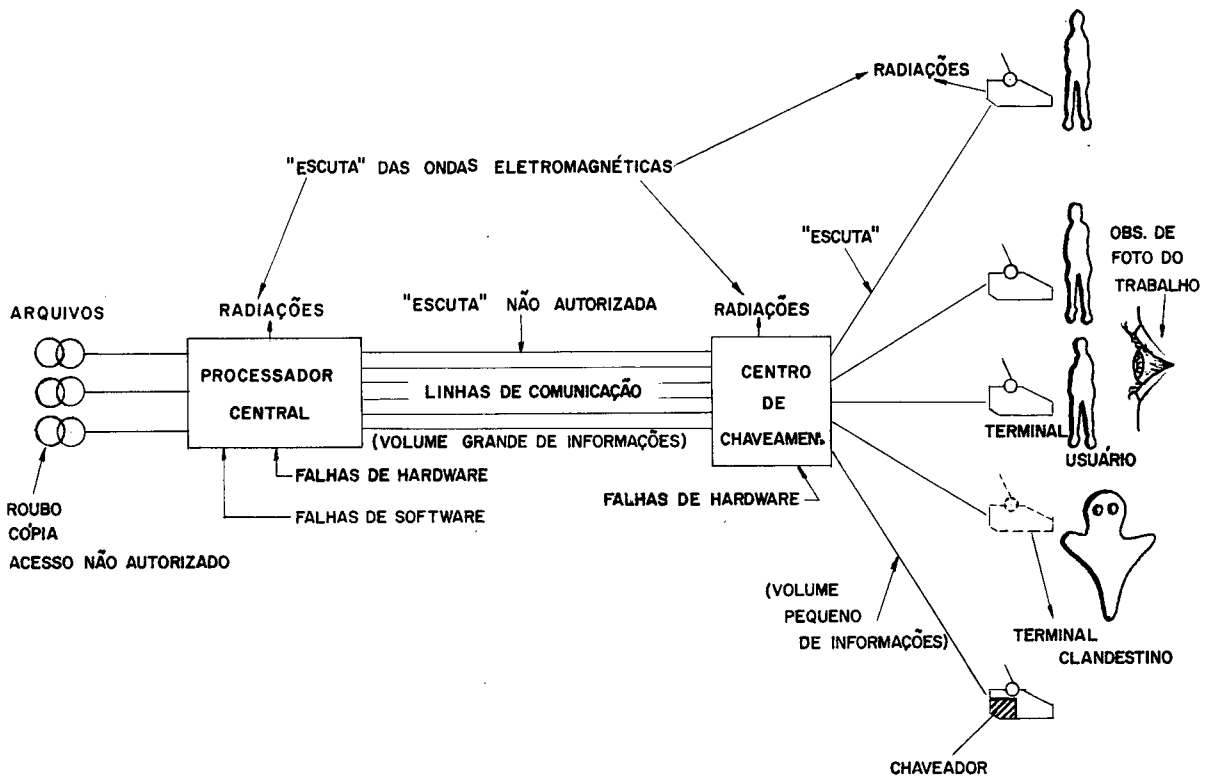 RADIAÇÕES
"ESCUTA" DAS ONDAS ELETROMAGNÉTICAS
"ESCUTA"
OBS. DE
FOTO DO
TRABALHO
ARQUIVOS
RADIAÇÕES
"ESCUTA" NÃO AUTORIZADA
RADIAÇÕES
PROCESSADOR
CENTRAL
LINHAS DE COMUNICAÇÃO
(VOLUME GRANDE DE INFORMAÇÕES)
CENTRO
DE
CHAVEAMEN.
TERMINAL
USUÁRIO
FALHAS DE HARDWARE
FALHAS DE SOFTWARE
FALHAS DE HARDWARE
ROUBO
CÓPIA
ACESSO NÃO AUTORIZADO
(VOLUME
PEQUENO
DE INFORMAÇÕES)
TERMINAL
CLANDESTINO
CHAVEADOR